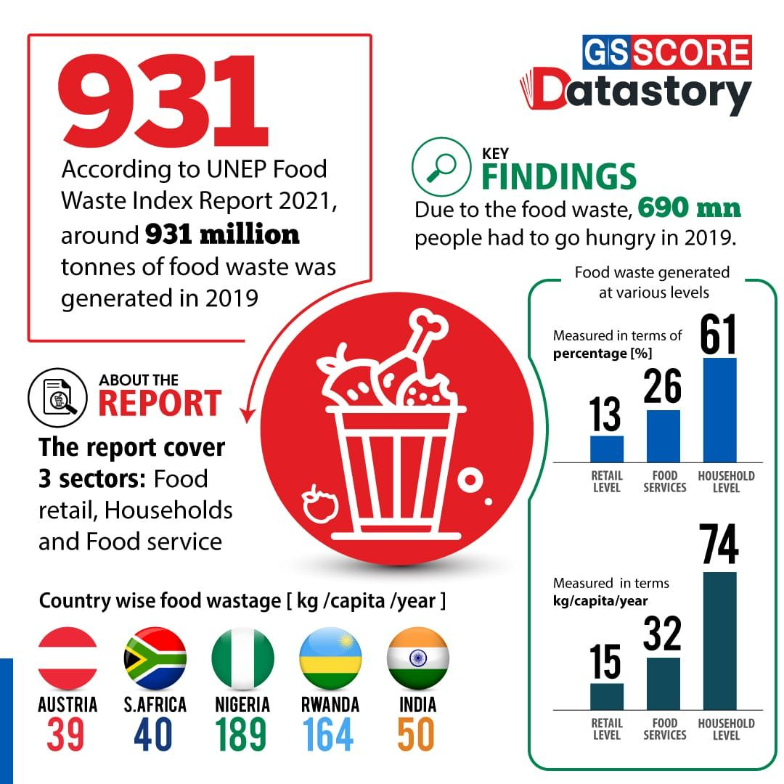 931
According to UNEP Food
Waste Index Report 2021,
around 931 million
tonnes of food waste was
generated in 2019
GSSCORE
Datastory
KEY
FINDINGS
Due to the food waste, 690 mn
people had to go hungry in 2019.
ABOUT THE
REPORT
The report cover
3 sectors: Food
retail, Households
and Food service
Food waste generated
at various levels
Measured in terms of
percentage [%]
13
26
61
RETAIL LEVEL
FOOD SERVICES
HOUSEHOLD LEVEL
Measured in terms
kg/capita/year
15
32
74
RETAIL LEVEL
FOOD SERVICES
HOUSEHOLD LEVEL
Country wise food wastage [ kg /capita /year ]
AUSTRIA
39
S.AFRICA
40
NIGERIA
189
RWANDA
164
INDIA
50